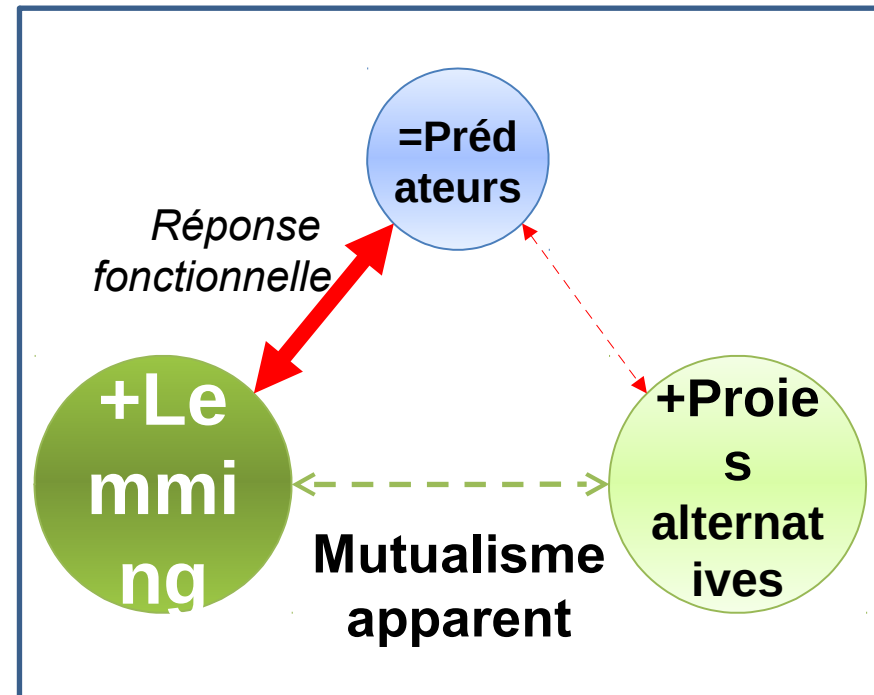 =Préd
ateurs
Réponse
fonctionnelle
+Le
mmi
ng
+Proie
s
alternat
ives
Mutualisme
apparent